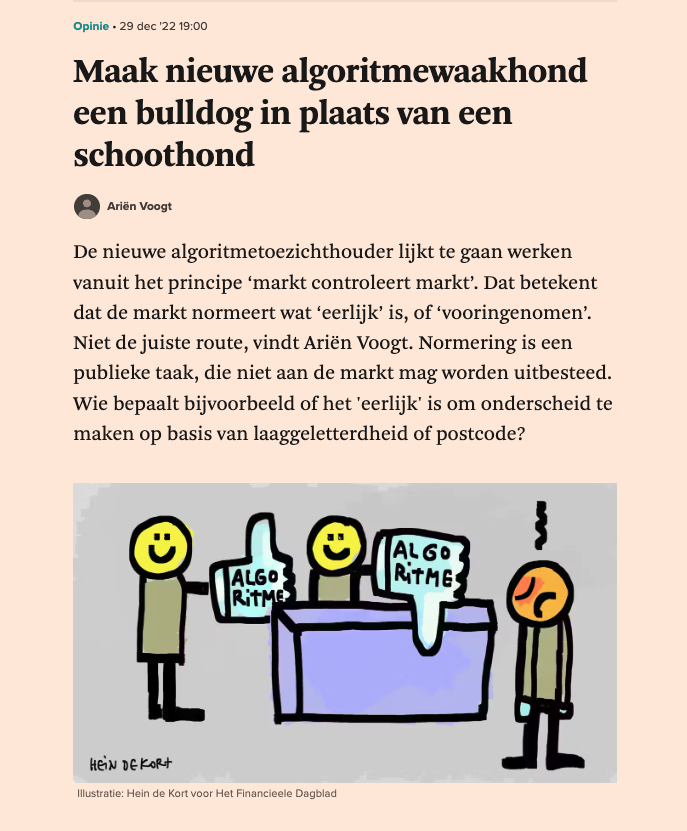 Opinie • 29 dec '22 19:00
Maak nieuwe algoritmewaakhond
een bulldog in plaats van een
schoothond
Ariën Voogt
De nieuwe algoritmetoezichthouder lijkt te gaan werken
vanuit het principe ‘markt controleert markt’. Dat betekent
dat de markt normeert wat ‘eerlijk’ is, of ‘vooringenomen’.
Niet de juiste route, vindt Ariën Voogt. Normering is een
publieke taak, die niet aan de markt mag worden uitbesteed.
Wie bepaalt bijvoorbeeld of het 'eerlijk' is om onderscheid te
maken op basis van laaggeletterdheid of postcode?
ALGO
RiTME
ALGO
RiTME
HEiN DE KORT
Illustratie: Hein de Kort voor Het Financieele Dagblad